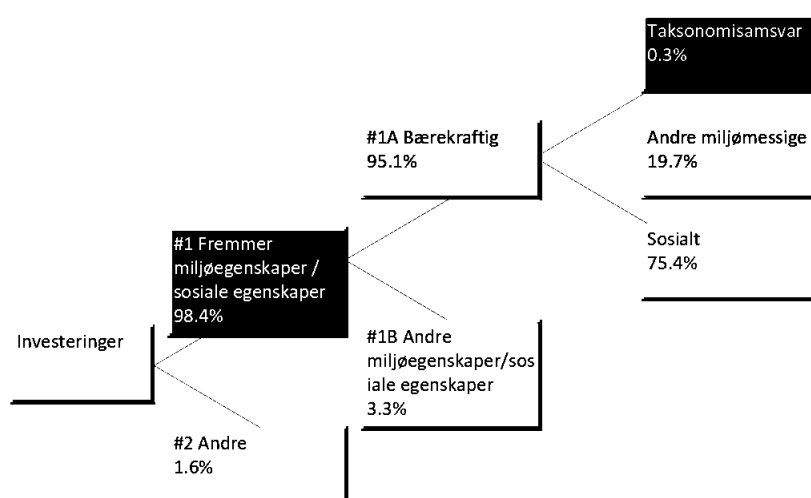 Taksonomisamsvar
0.3%
#1A Bærekraftig
95.1%
Andre miljømessige
19.7%
#1 Fremmer
miljøegenskaper /
sosiale egenskaper
98.4%
Sosialt
75.4%
Investeringer
#1B Andre
miljøegenskaper/sos
iale egenskaper
3.3%
#2 Andre
1.6%